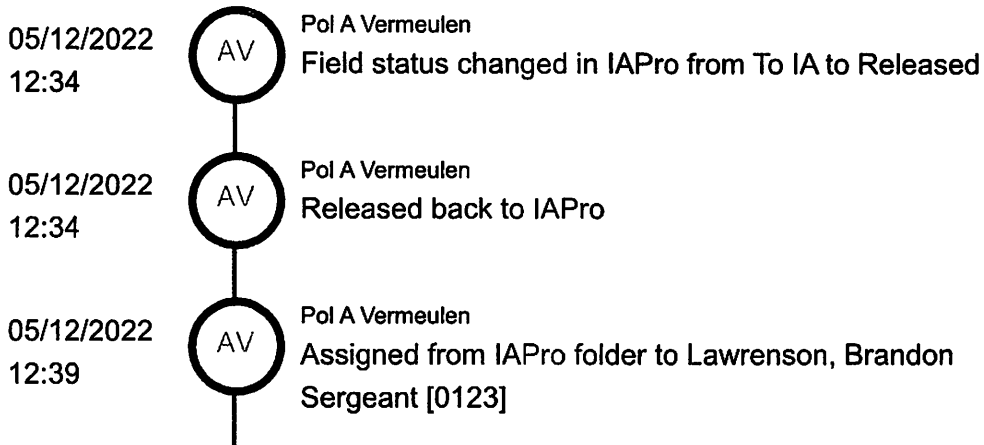 05/12/2022
12:34
AV
Pol A Vermeulen
Field status changed in IAPro from To IA to Released
05/12/2022
12:34
AV
Pol A Vermeulen
Released back to IAPro
05/12/2022
12:39
AV
Pol A Vermeulen
Assigned from IAPro folder to Lawrenson, Brandon
Sergeant [0123]